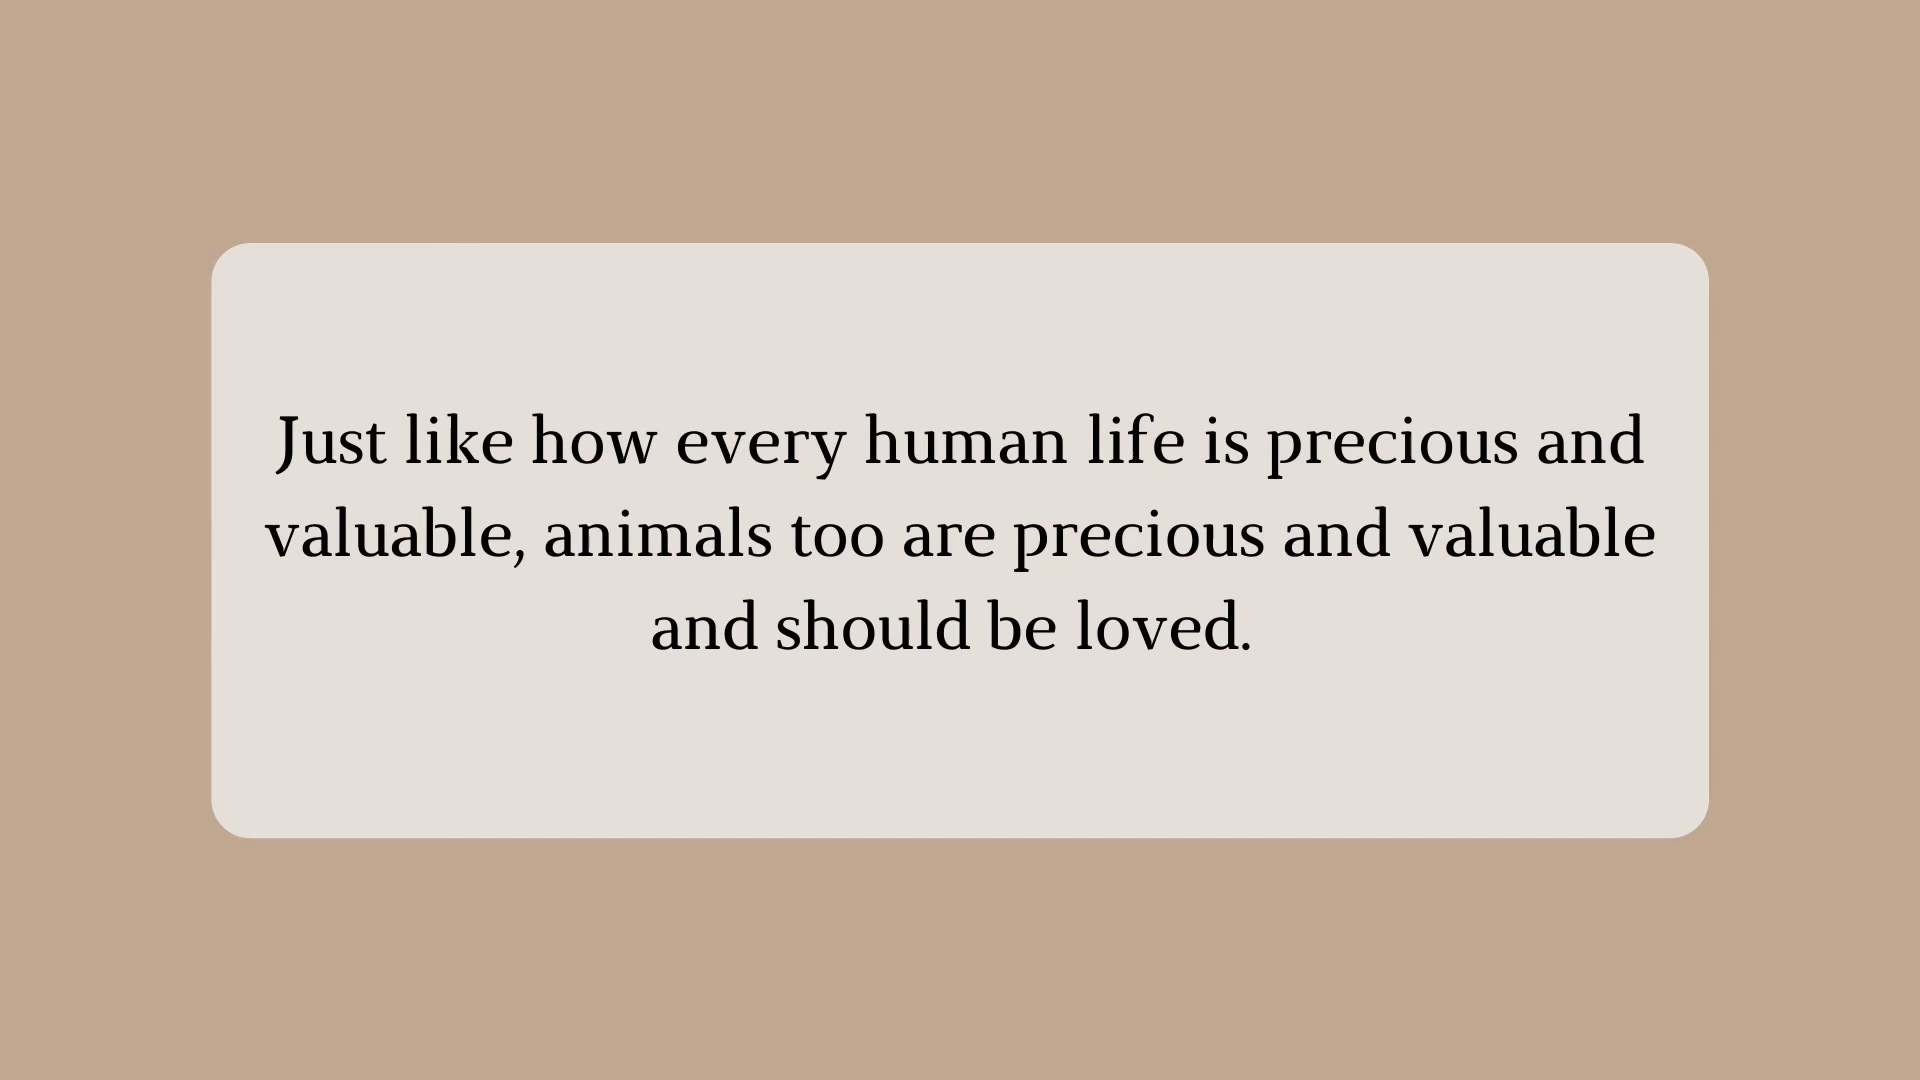 Just like how every human life is precious and
valuable, animals too are precious and valuable
and should be loved.